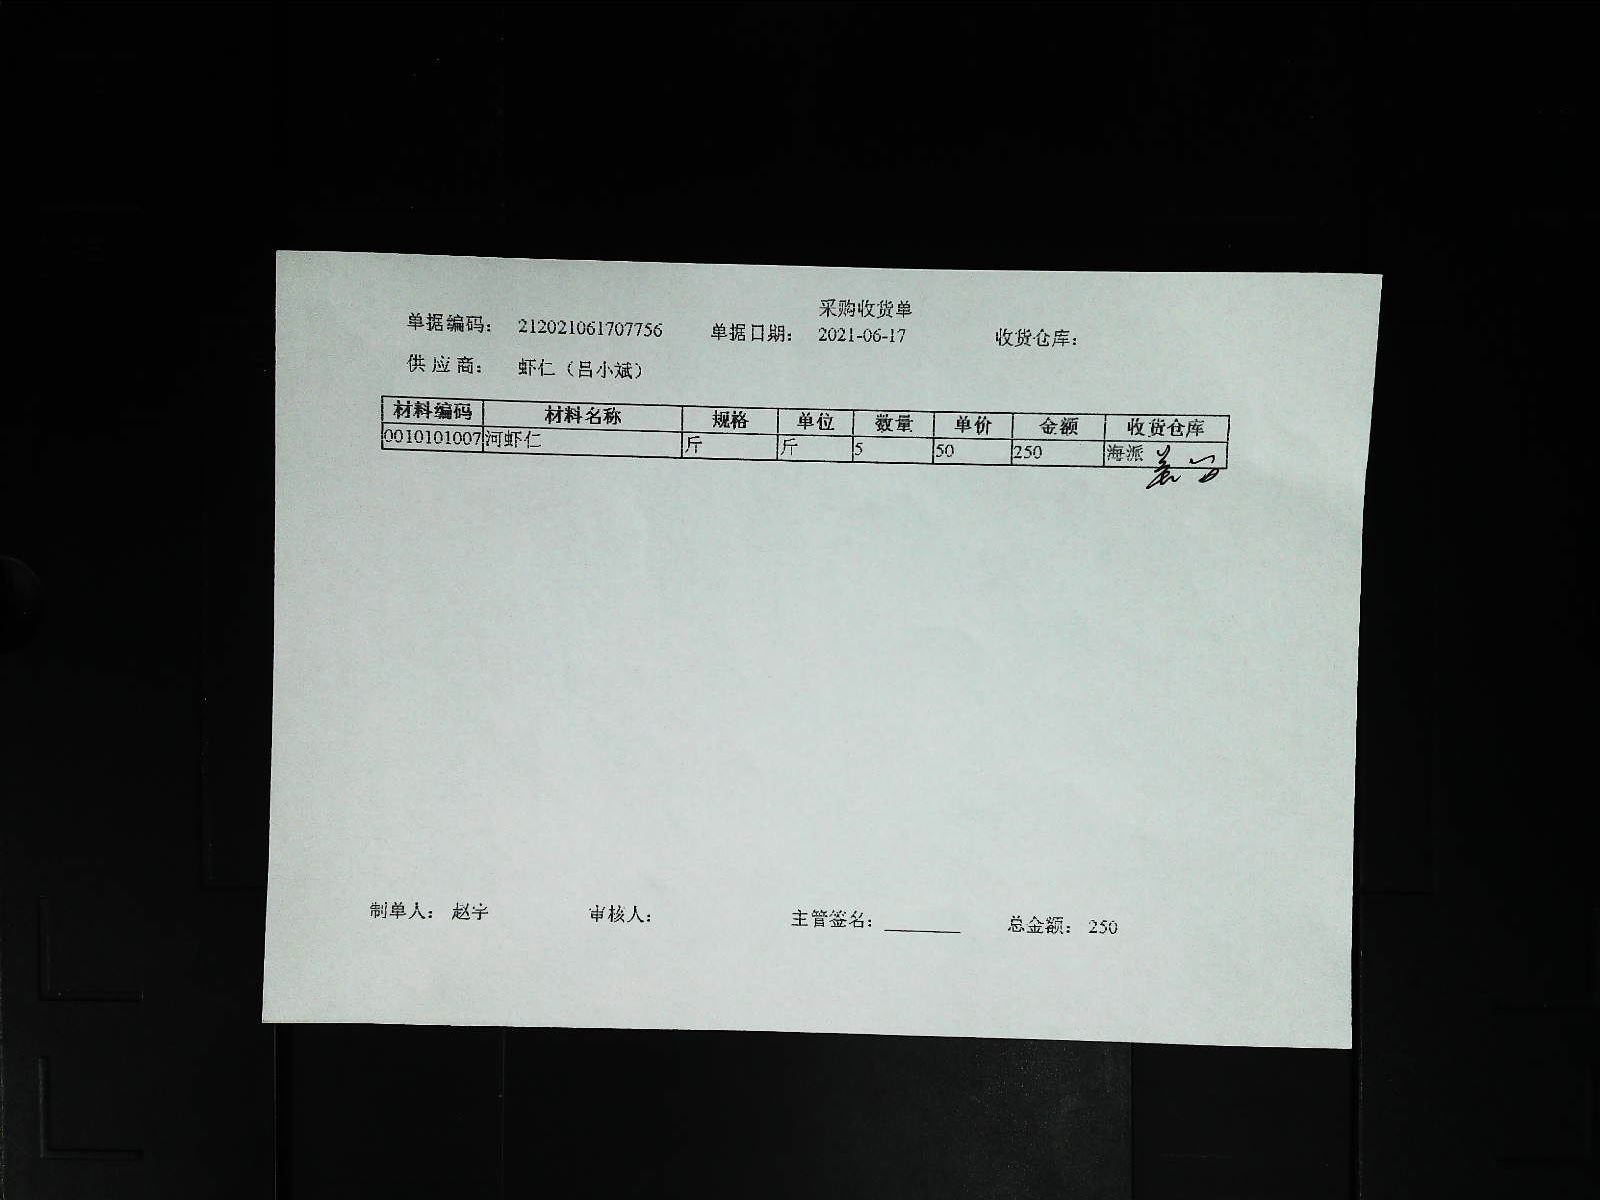 采购收货单
单据编码: 212021061707756 单据日期: 2021-06-17 收货仓库:
供 应 商: 虾仁（吕小斌）
材料编码 材料名称 规格 单位 数量 单价 金额 收货仓库
0010101007 河虾仁 斤 斤 5 50 250 海派
制单人: 赵宇 审核人: 主管签名: ________ 总金额: 250